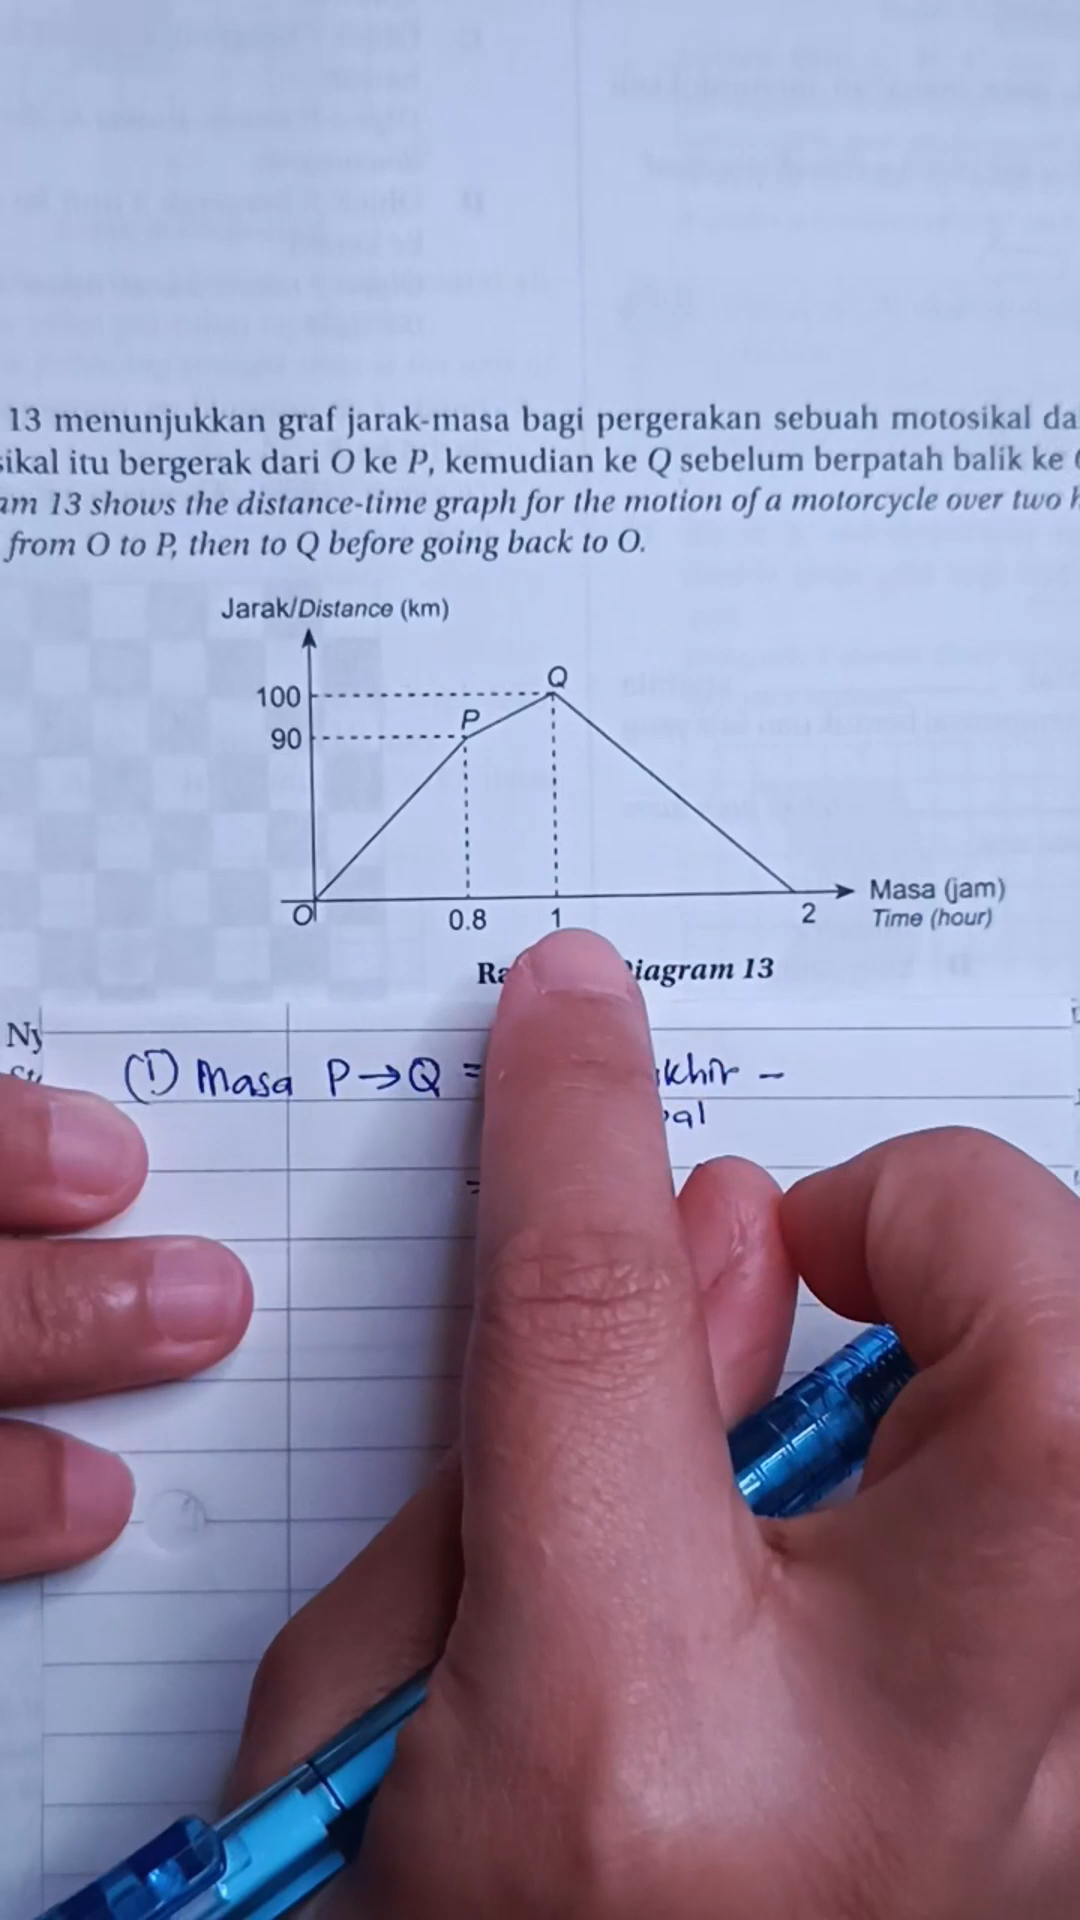 13 menunjukkan graf jarak-masa bagi pergerakan sebuah motosikal da
sikal itu bergerak dari O ke P, kemudian ke Q sebelum berpatah balik ke
am 13 shows the distance-time graph for the motion of a motorcycle over two h
from O to P, then to Q before going back to O.
Jarak/Distance (km)
Q
100
P
90
O
0.8
1
2
Masa (jam)
Time (hour)
Ra iagram 13
Ny
(1) Masa P→Q = khir -
al
=